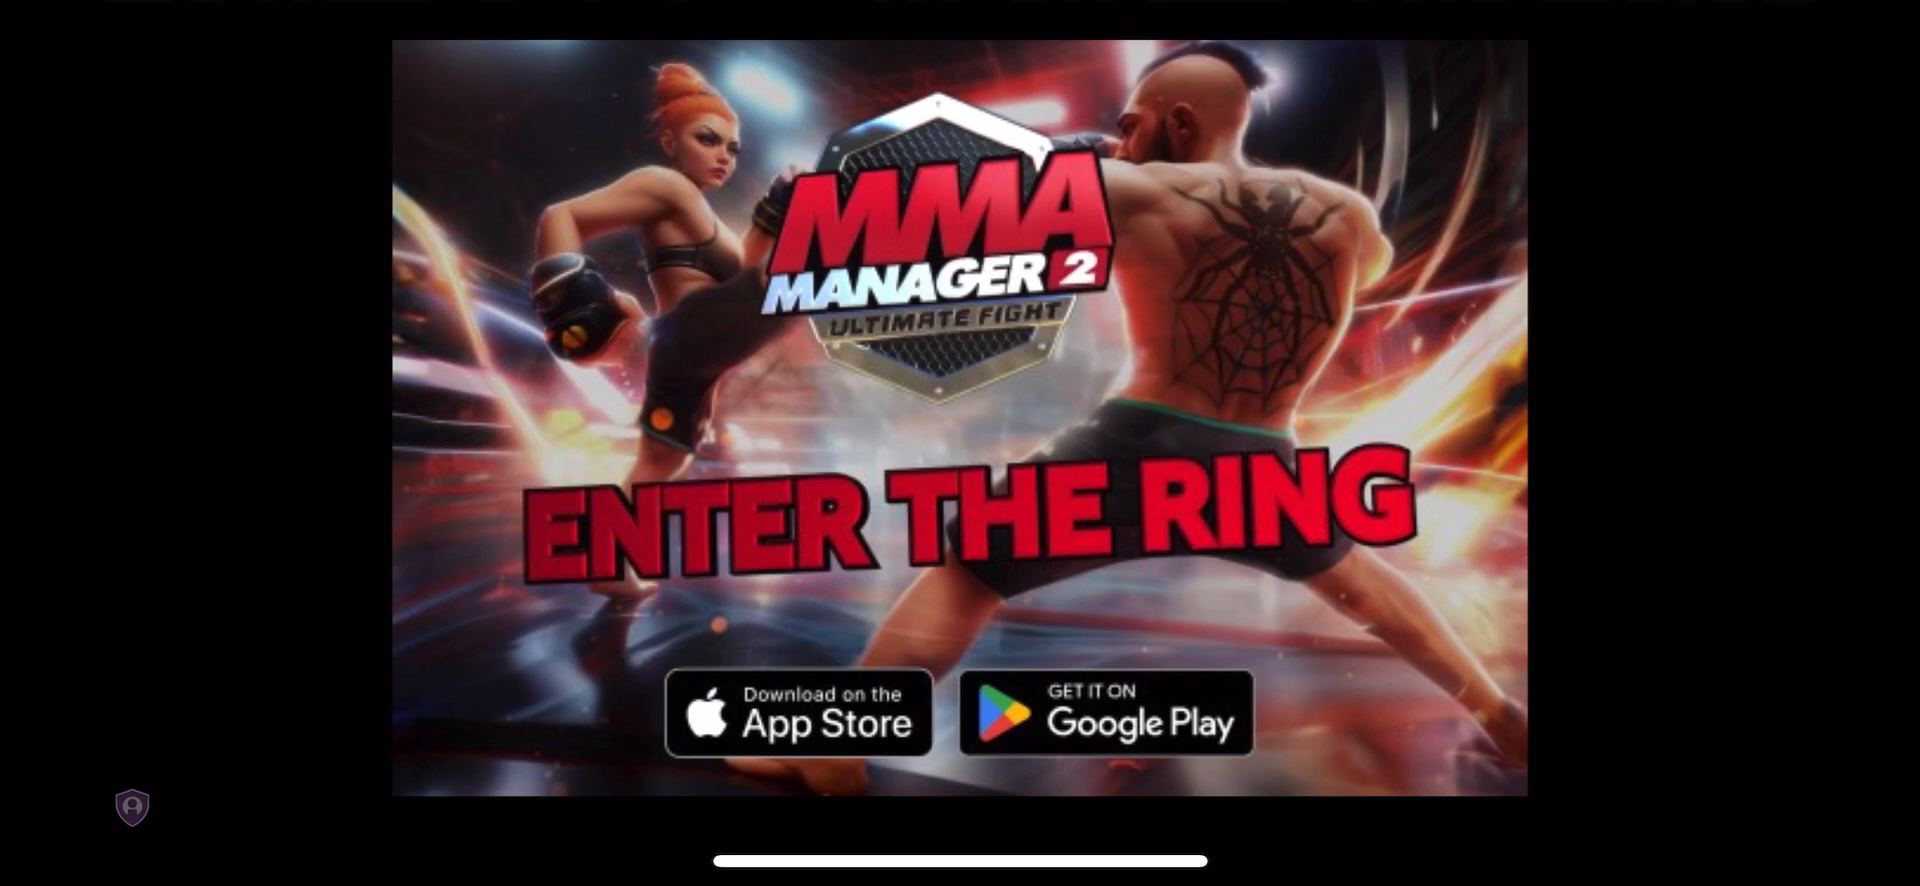 MMA
MANAGER 2
ULTIMATE FIGHT
ENTER THE RING
Download on the
App Store
GET IT ON
Google Play